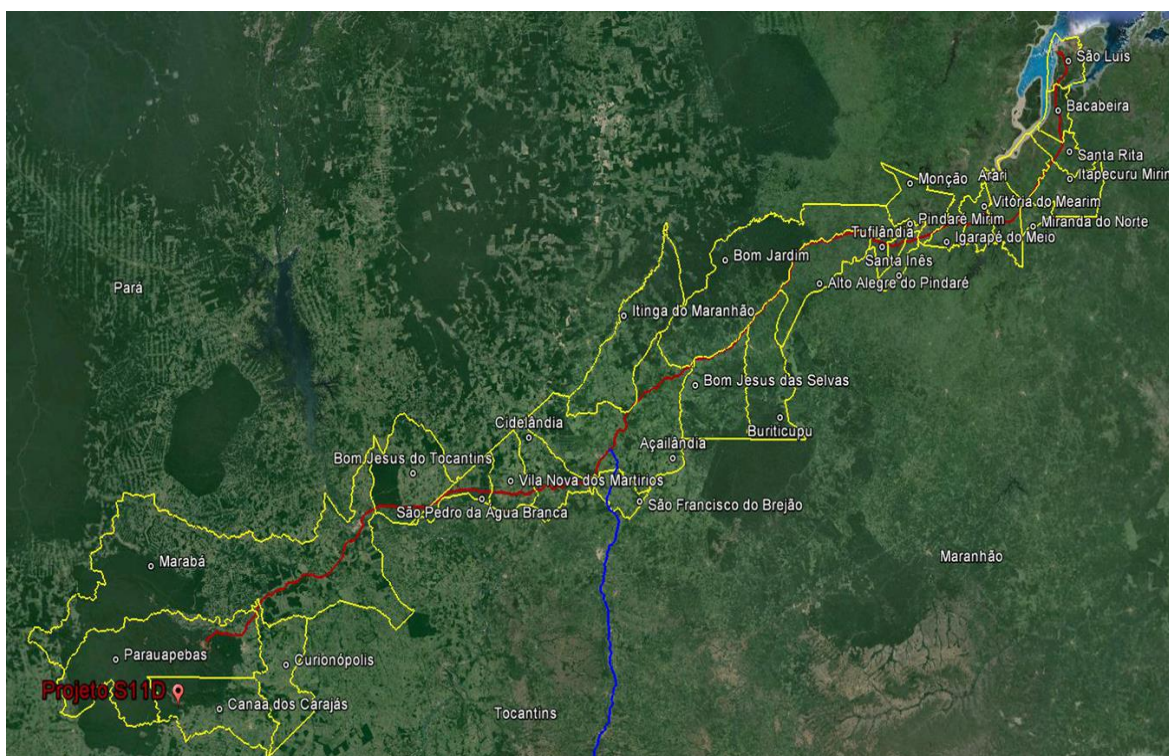 São Luís
Bacabeira
Santa Rita
Itapecuru Mirim
Monção
Arari
Vitória do Mearim
Pindaré Mirim
Miranda do Norte
Tufilândia
Igarapé do Meio
Santa Inês
Bom Jardim
Alto Alegre do Pindaré
Pará
Itinga do Maranhão
Bom Jesus das Selvas
Buriticupu
Cidelândia
Açailândia
Bom Jesus do Tocantins
Vila Nova dos Martírios
São Francisco do Brejão
São Pedro da Água Branca
Maranhão
Marabá
Parauapebas
Curionópolis
Projeto S11D
Canaã dos Carajás
Tocantins